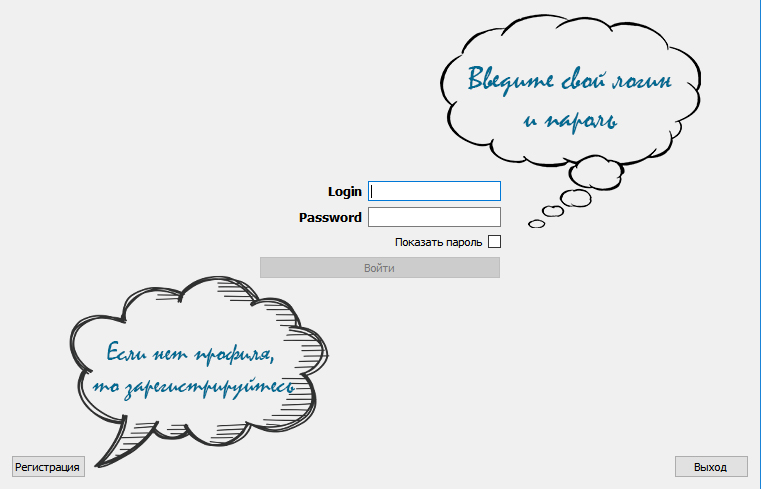 Введите свой логин
и пароль
Login
Password
Показать пароль
Войти
Если нет профиля,
то зарегистрируйтесь
Регистрация
Выход